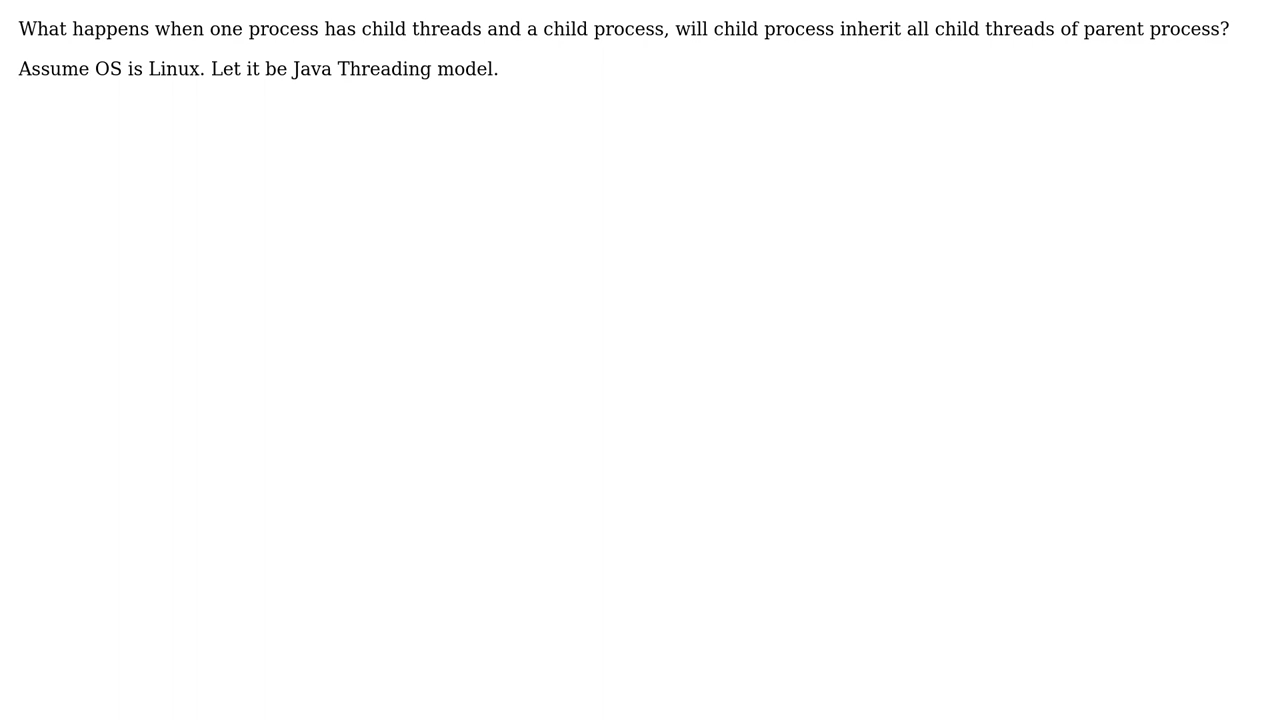 What happens when one process has child threads and a child process, will child process inherit all child threads of parent process?
Assume OS is Linux. Let it be Java Threading model.